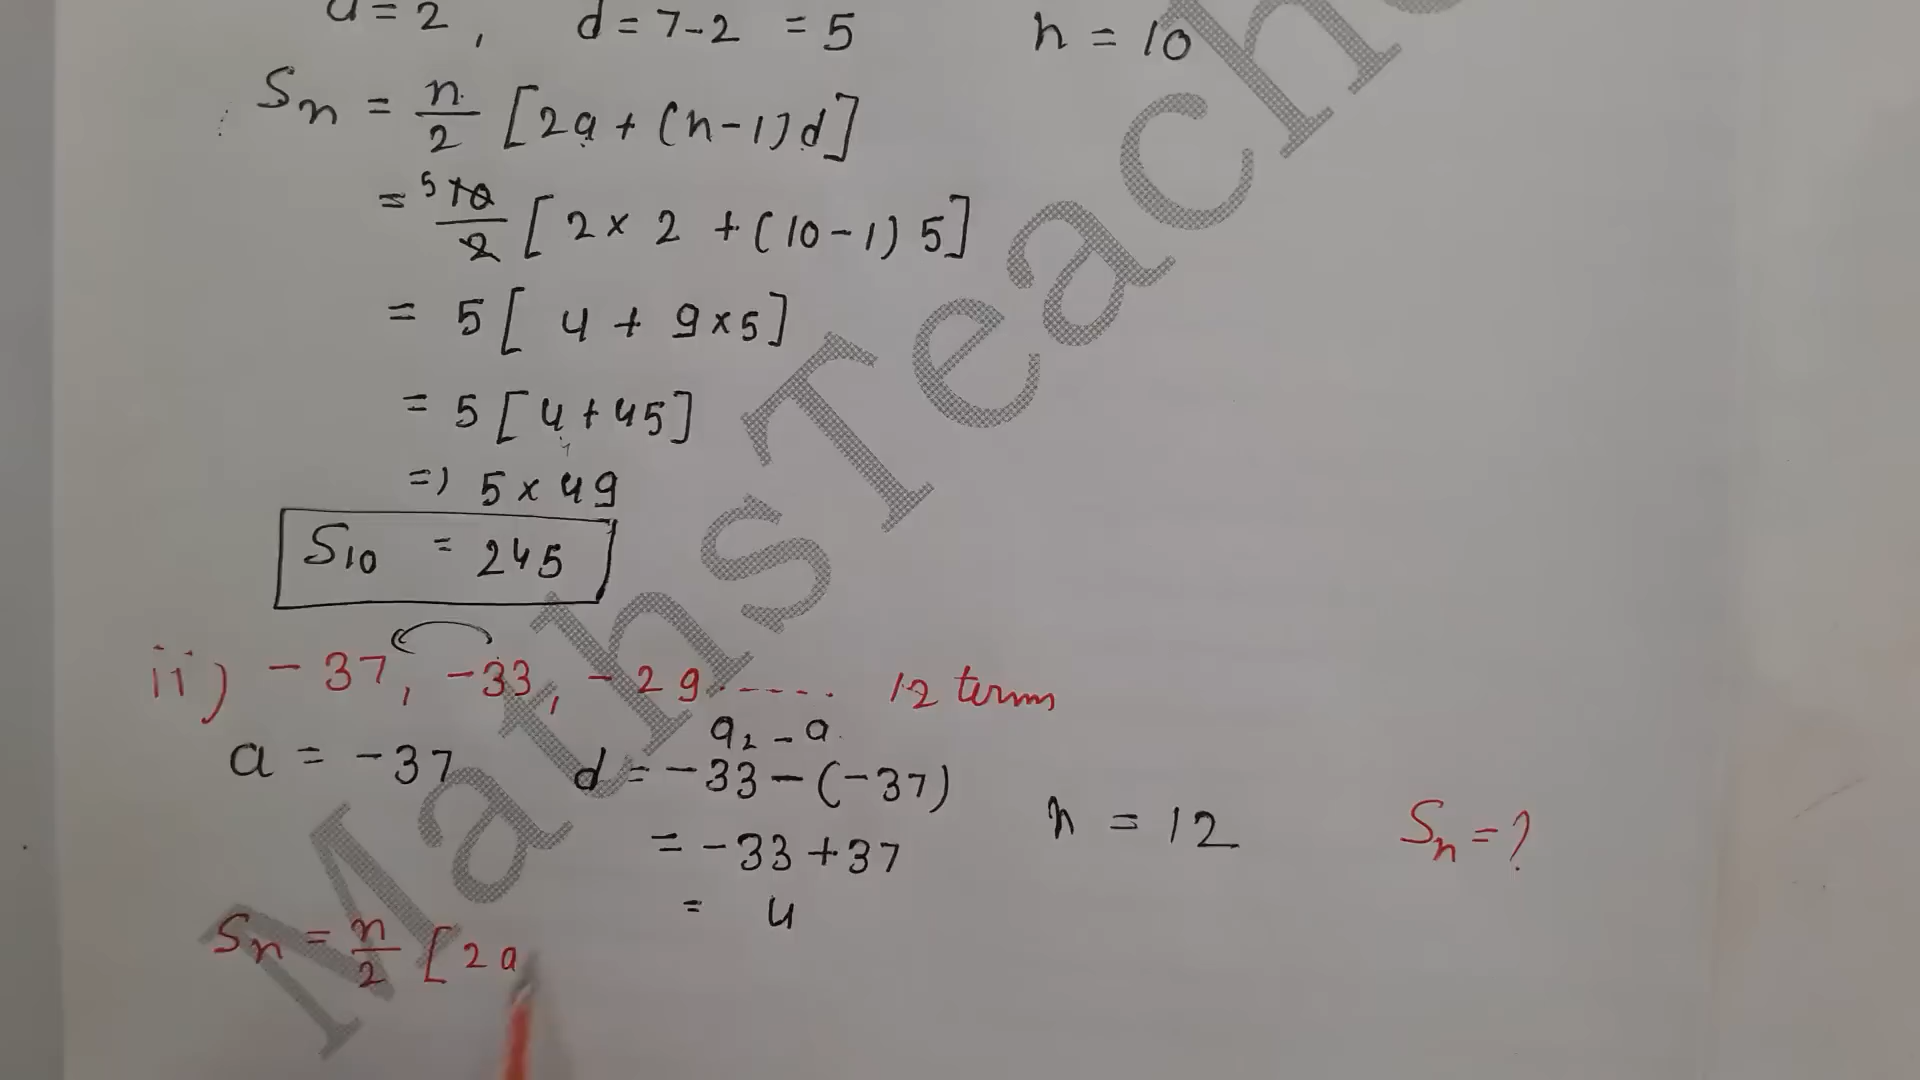 a = 2 , d = 7-2 = 5 n = 10
Sn = n/2 [2a + (n-1)d]
= 5 10/2 [2 × 2 + (10-1) 5]
= 5 [ 4 + 9×5]
= 5 [4+45]
=) 5 × 49
S10 = 245
ii) -37, -33, -29 ..... 12 terms
a2 - a
a = -37 d = -33-(-37) n = 12 Sn = ?
= -33+37
= 4
Sn = n/2 [2a
MathsTeach